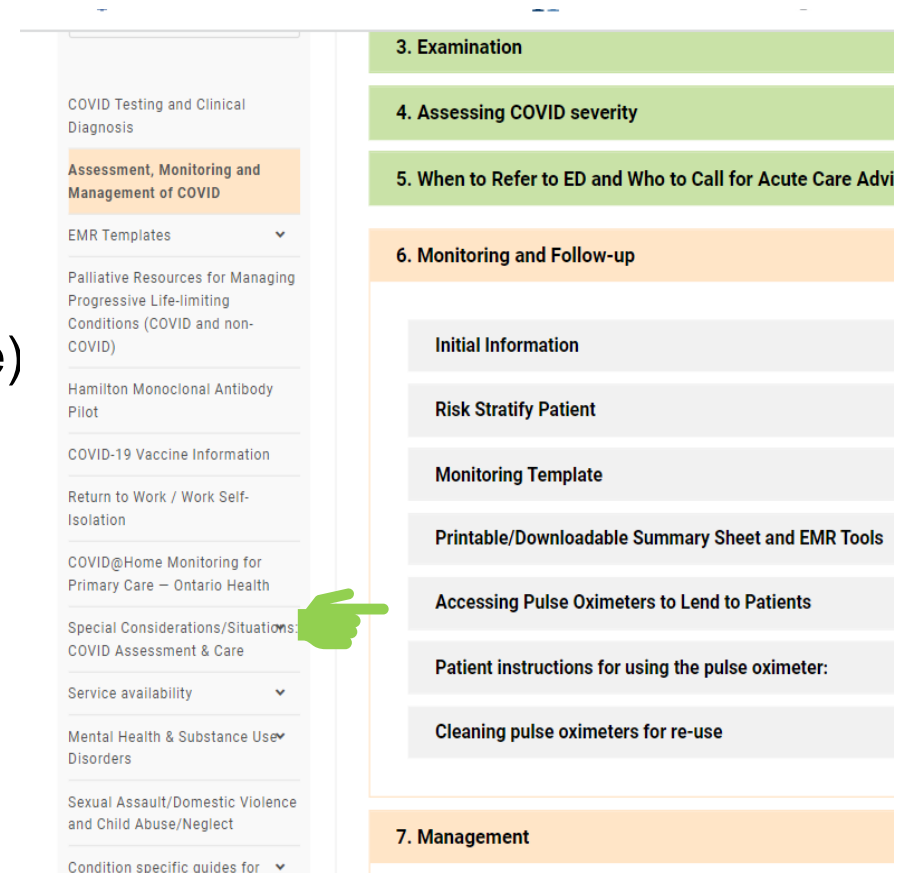 e)
COVID Testing and Clinical
Diagnosis
Assessment, Monitoring and
Management of COVID
EMR Templates
Palliative Resources for Managing
Progressive Life-limiting
Conditions (COVID and non-
COVID)
Hamilton Monoclonal Antibody
Pilot
COVID-19 Vaccine Information
Return to Work / Work Self-
Isolation
COVID@Home Monitoring for
Primary Care — Ontario Health
Special Considerations/Situations:
COVID Assessment & Care
Service availability
Mental Health & Substance Use
Disorders
Sexual Assault/Domestic Violence
and Child Abuse/Neglect
Condition specific guides for
3. Examination
4. Assessing COVID severity
5. When to Refer to ED and Who to Call for Acute Care Advi
6. Monitoring and Follow-up
Initial Information
Risk Stratify Patient
Monitoring Template
Printable/Downloadable Summary Sheet and EMR Tools
Accessing Pulse Oximeters to Lend to Patients
Patient instructions for using the pulse oximeter:
Cleaning pulse oximeters for re-use
7. Management